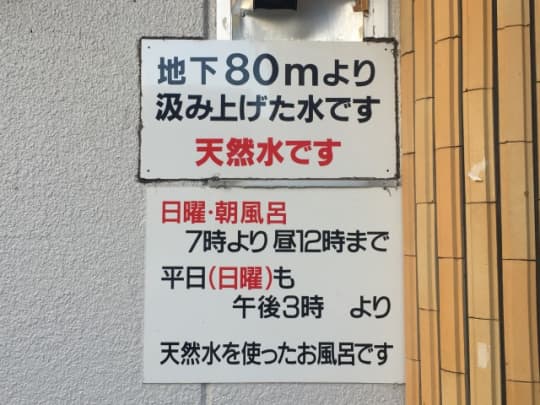 地下80mより
汲み上げた水です
天然水です
日曜・朝風呂
7時より昼12時まで
平日(日曜)も
午後3時 より
天然水を使ったお風呂です